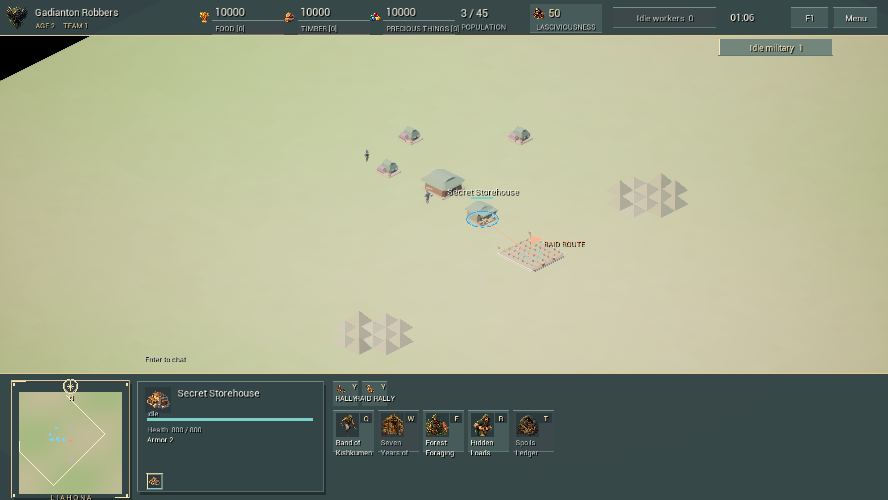 Gadianton Robbers
AGE 2 TEAM 1
10000
FOOD [0]
10000
TIMBER [0]
10000
PRECIOUS THINGS [0]
3 / 45
POPULATION
50
LASCIVIOUSNESS
Idle workers 0
01:06
F1
Menu
Idle military 1
Secret Storehouse
RAID ROUTE
Enter to chat
N
LIAHONA
Secret Storehouse
Idle
Health 800 / 800
Armor 2
Y
RALLY
Y
RAID RALLY
Q
Band of
Kishkumen
W
Seven
Years of
Forest
Foraging
R
Hidden
Loads
T
Spoils
Ledger